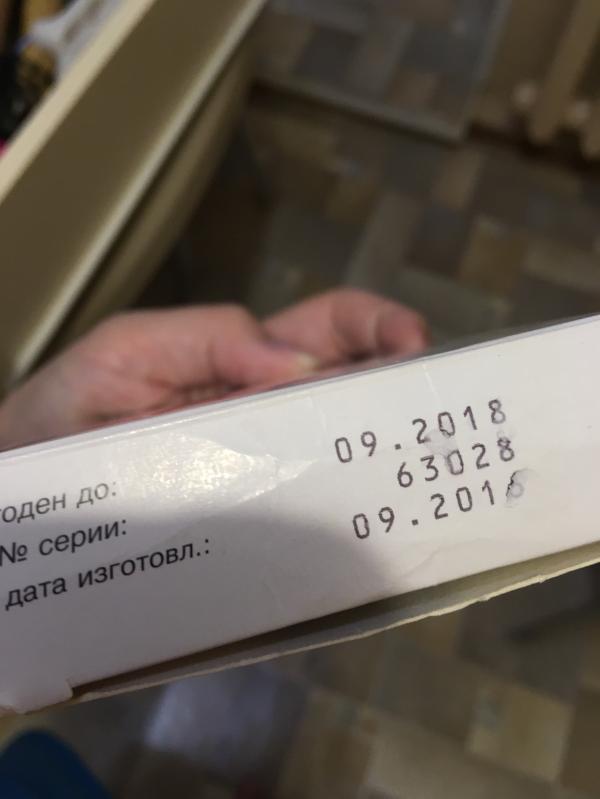 годен до: 09.2018
№ серии: 63028
дата изготовл.: 09.2016